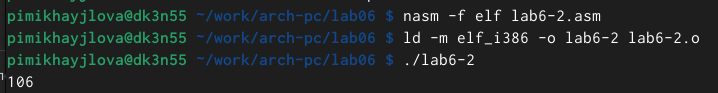 pimikhayjlova@dk3n55 ~/work/arch-pc/lab06 $ nasm -f elf lab6-2.asm
pimikhayjlova@dk3n55 ~/work/arch-pc/lab06 $ ld -m elf_i386 -o lab6-2 lab6-2.o
pimikhayjlova@dk3n55 ~/work/arch-pc/lab06 $ ./lab6-2
106